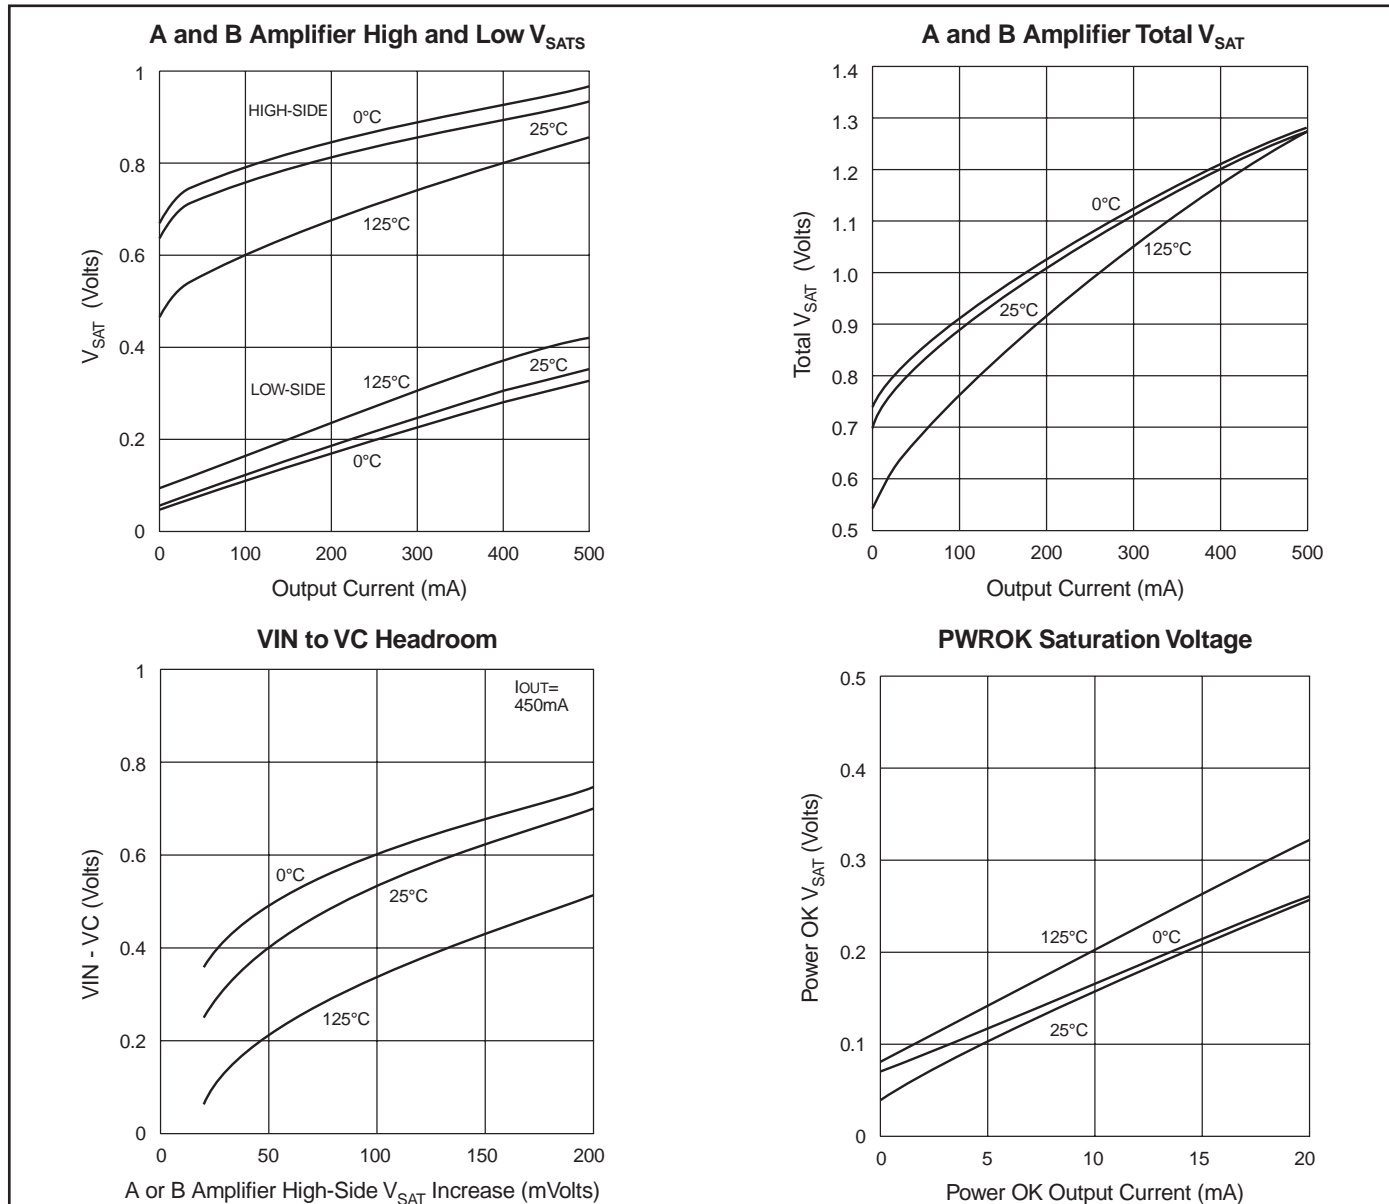 A and B Amplifier High and Low VSATS
1
0.8
0.6
0.4
0.2
0
VSAT (Volts)
HIGH-SIDE
0°C
25°C
125°C
LOW-SIDE
125°C
25°C
0°C
0 100 200 300 400 500
Output Current (mA)
A and B Amplifier Total VSAT
1.4
1.3
1.2
1.1
1.0
0.9
0.8
0.7
0.6
0.5
Total VSAT (Volts)
0°C
125°C
25°C
0 100 200 300 400 500
Output Current (mA)
VIN to VC Headroom
1
0.8
0.6
0.4
0.2
0
VIN - VC (Volts)
IOUT=
450mA
0°C
25°C
125°C
0 50 100 150 200
A or B Amplifier High-Side VSAT Increase (mVolts)
PWROK Saturation Voltage
0.5
0.4
0.3
0.2
0.1
0
Power OK VSAT (Volts)
125°C
0°C
25°C
0 5 10 15 20
Power OK Output Current (mA)